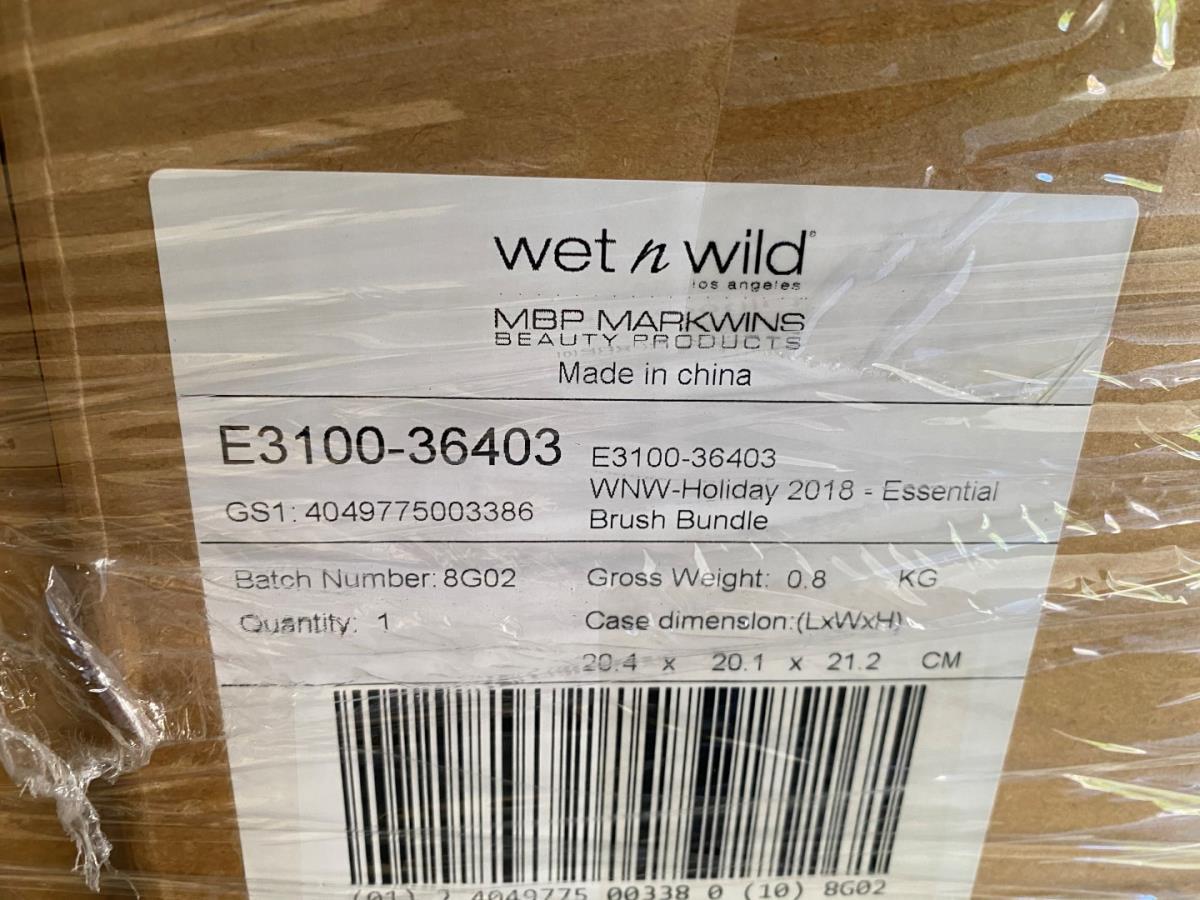 wet n wild®
los angeles
MBP MARKWINS
BEAUTY PRODUCTS
Made in china
E3100-36403
GS1: 4049775003386
E3100-36403
WNW-Holiday 2018 - Essential
Brush Bundle
Batch Number: 8G02
Quantity: 1
Gross Weight: 0.8 KG
Case dimension:(LxWxH)
20.4 x 20.1 x 21.2 CM
(01) 2 4049775 00338 0 (10) 8G02